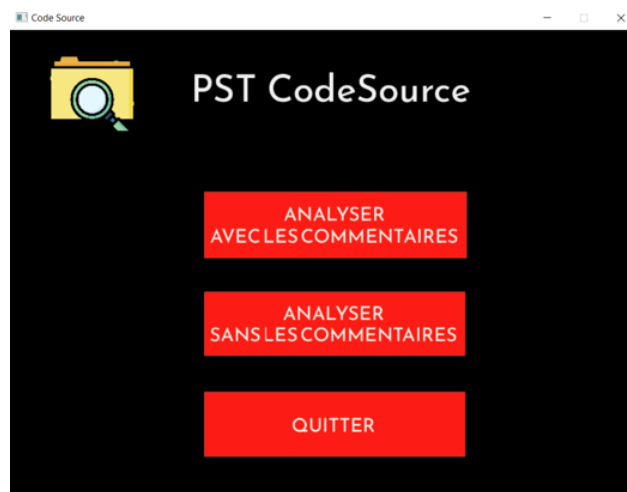 Code Source
PST CodeSource
ANALYSER
AVEC LES COMMENTAIRES
ANALYSER
SANS LES COMMENTAIRES
QUITTER